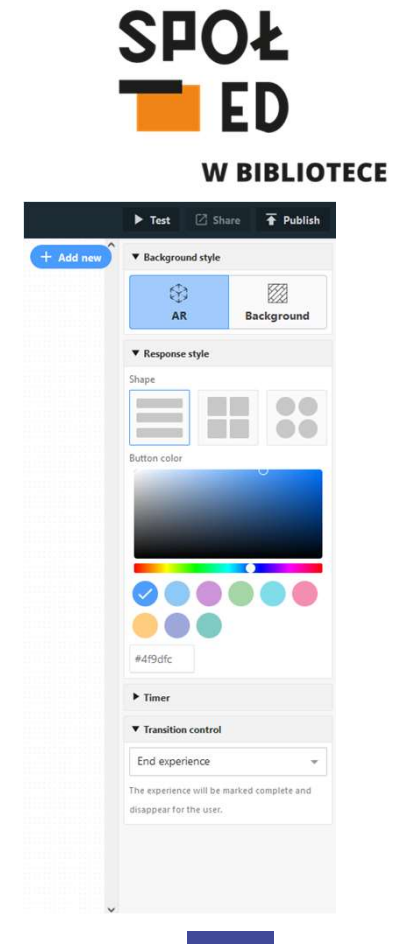 SPOŁ
ED
W BIBLIOTECE
Test Share Publish
+ Add new
Background style
AR Background
Response style
Shape
Button color
#4f9dfc
Timer
Transition control
End experience
The experience will be marked complete and
disappear for the user.